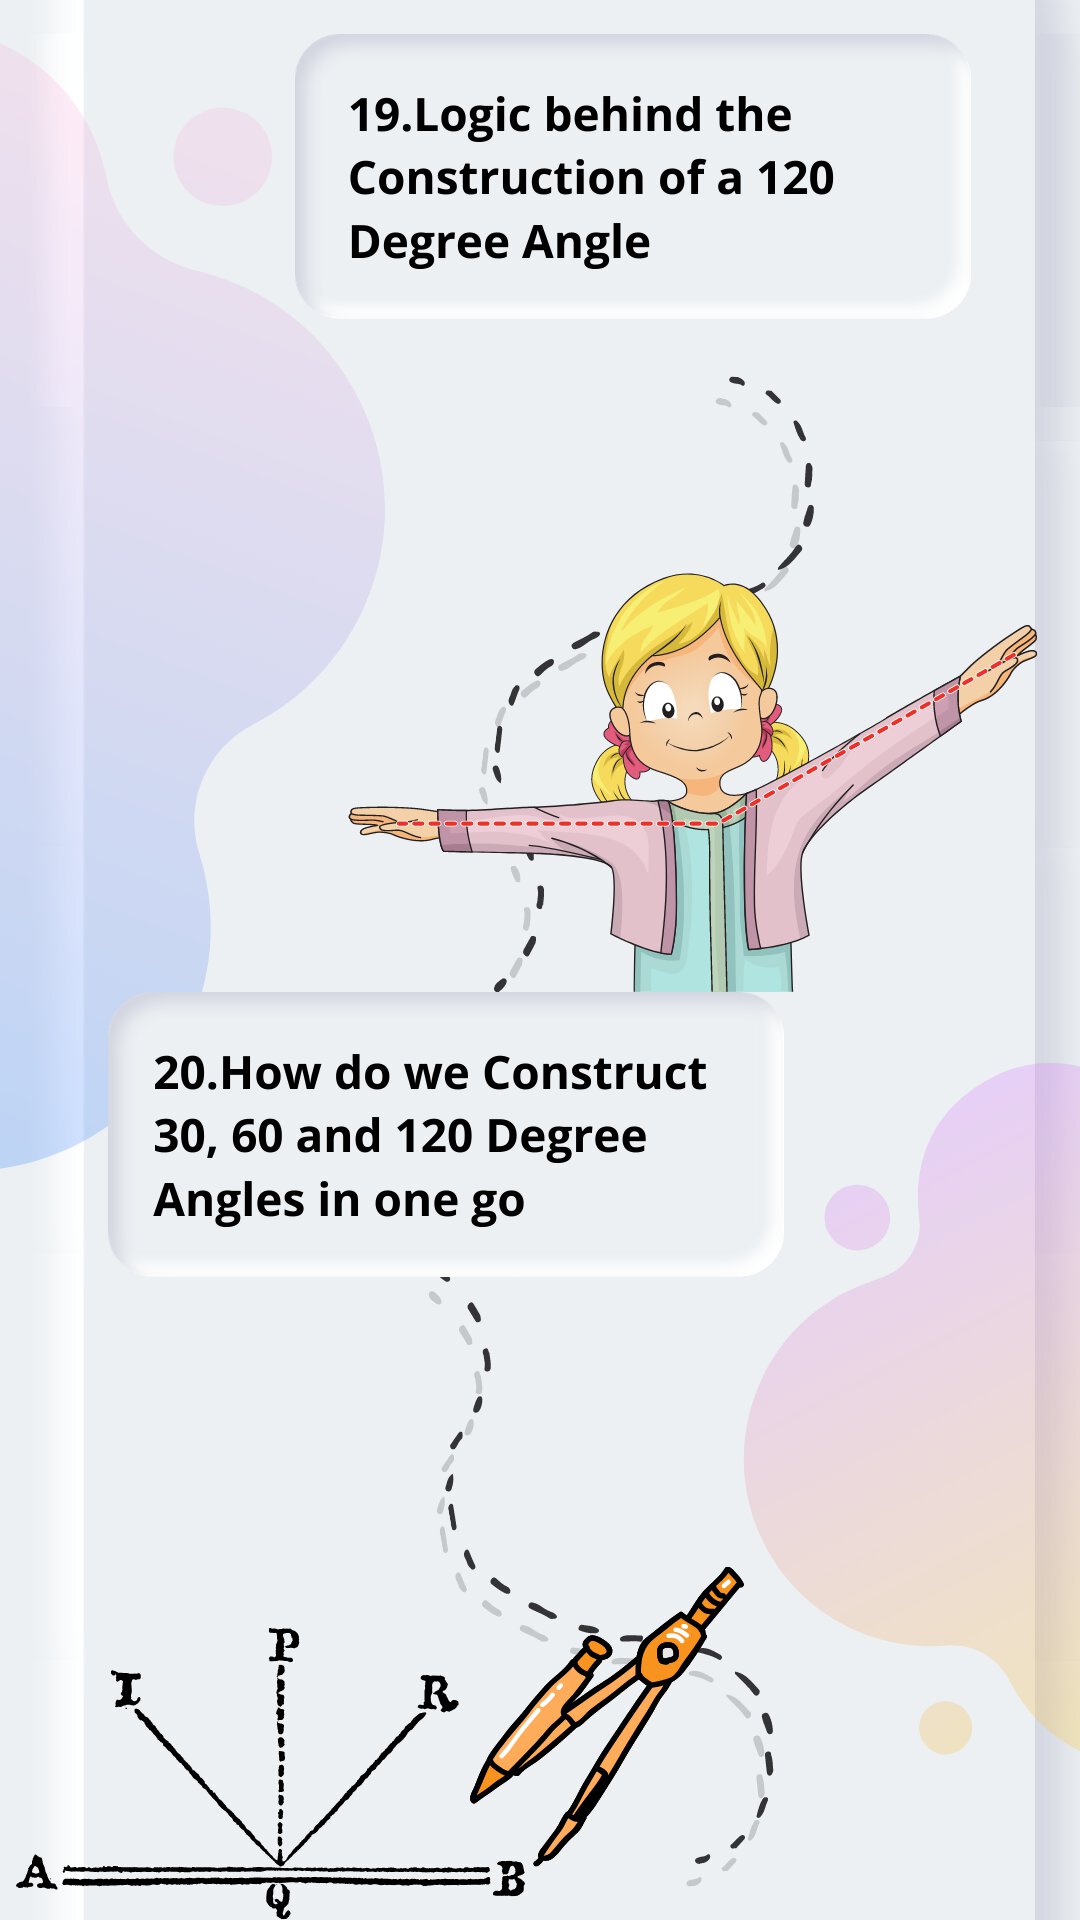 19.Logic behind the
Construction of a 120
Degree Angle
20.How do we Construct
30, 60 and 120 Degree
Angles in one go
P
I
R
A
B
Q